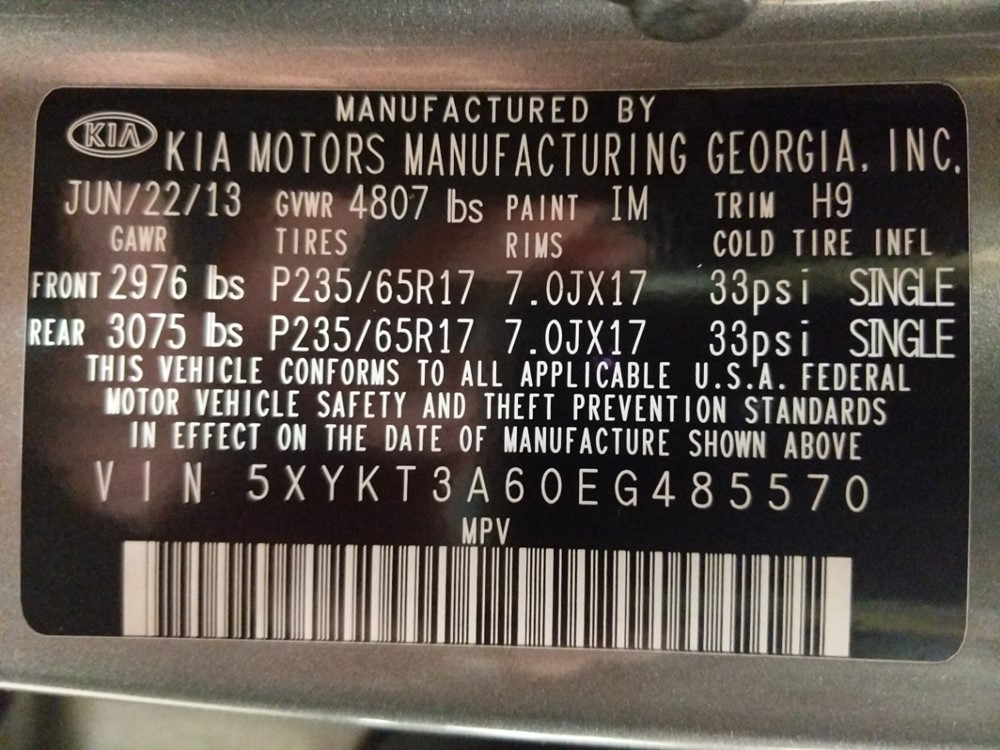 MANUFACTURED BY
KIA KIA MOTORS MANUFACTURING GEORGIA, INC.
JUN/22/13 GVWR 4807 lbs PAINT IM TRIM H9
GAWR TIRES RIMS COLD TIRE INFL
FRONT 2976 lbs P235/65R17 7.0JX17 33psi SINGLE
REAR 3075 lbs P235/65R17 7.0JX17 33psi SINGLE
THIS VEHICLE CONFORMS TO ALL APPLICABLE U.S.A. FEDERAL
MOTOR VEHICLE SAFETY AND THEFT PREVENTION STANDARDS
IN EFFECT ON THE DATE OF MANUFACTURE SHOWN ABOVE
VIN 5XYKT3A60EG485570
MPV